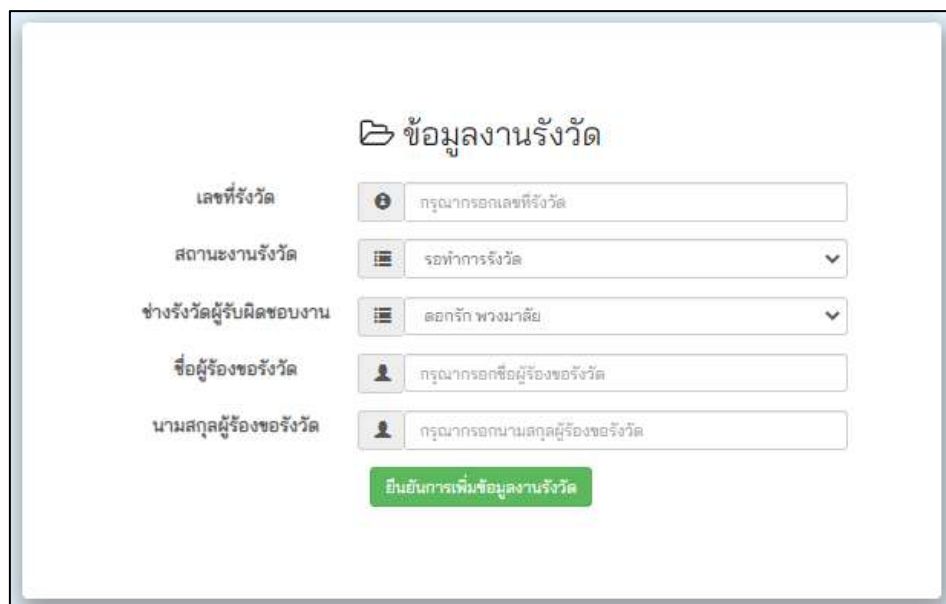 ข้อมูลงานรังวัด
เลขที่รังวัด กรุณากรอกเลขที่รังวัด
สถานะงานรังวัด รอทำการรังวัด
ช่างรังวัดผู้รับผิดชอบงาน ดอกรัก พวงมาลัย
ชื่อผู้ร้องขอรังวัด กรุณากรอกชื่อผู้ร้องขอรังวัด
นามสกุลผู้ร้องขอรังวัด กรุณากรอกนามสกุลผู้ร้องขอรังวัด
ยืนยันการเพิ่มข้อมูลงานรังวัด